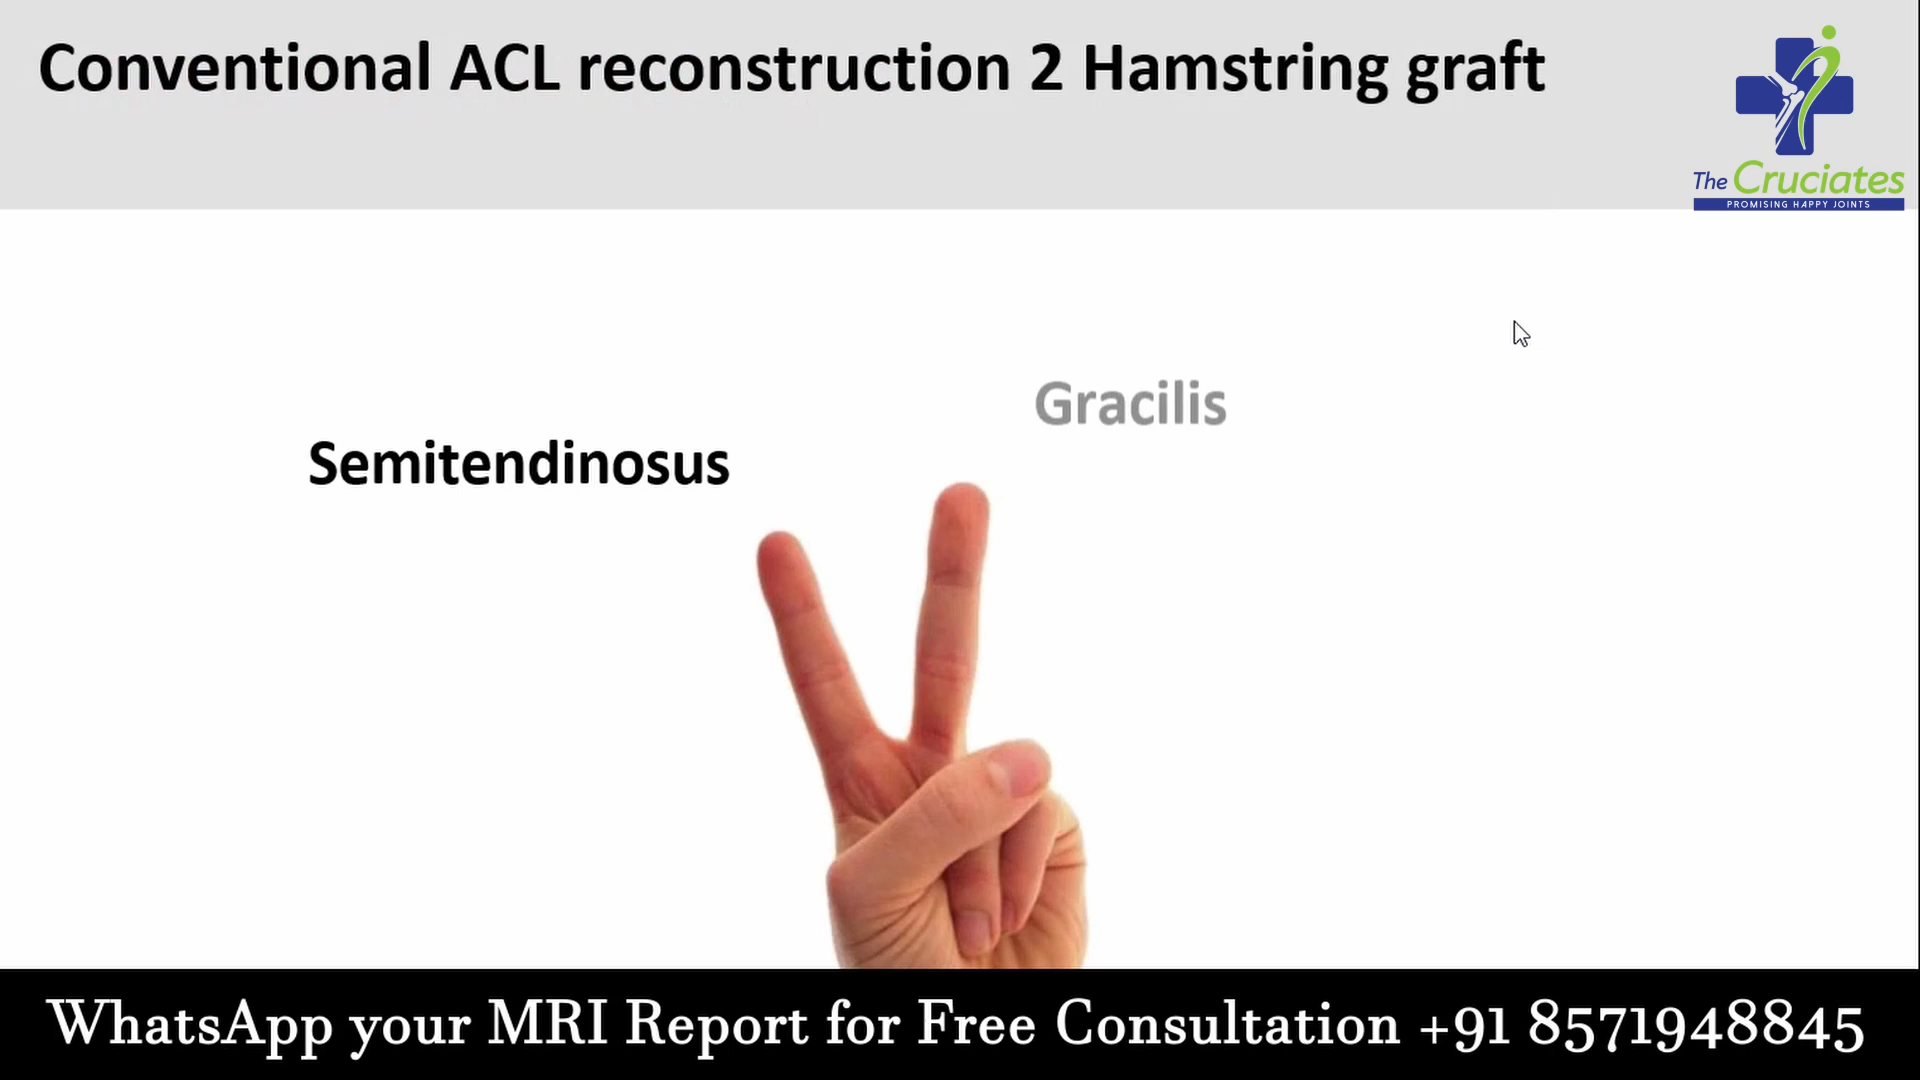 Conventional ACL reconstruction 2 Hamstring graft
The Cruciates
PROMISING HAPPY JOINTS
Gracilis
Semitendinosus
WhatsApp your MRI Report for Free Consultation +91 8571948845